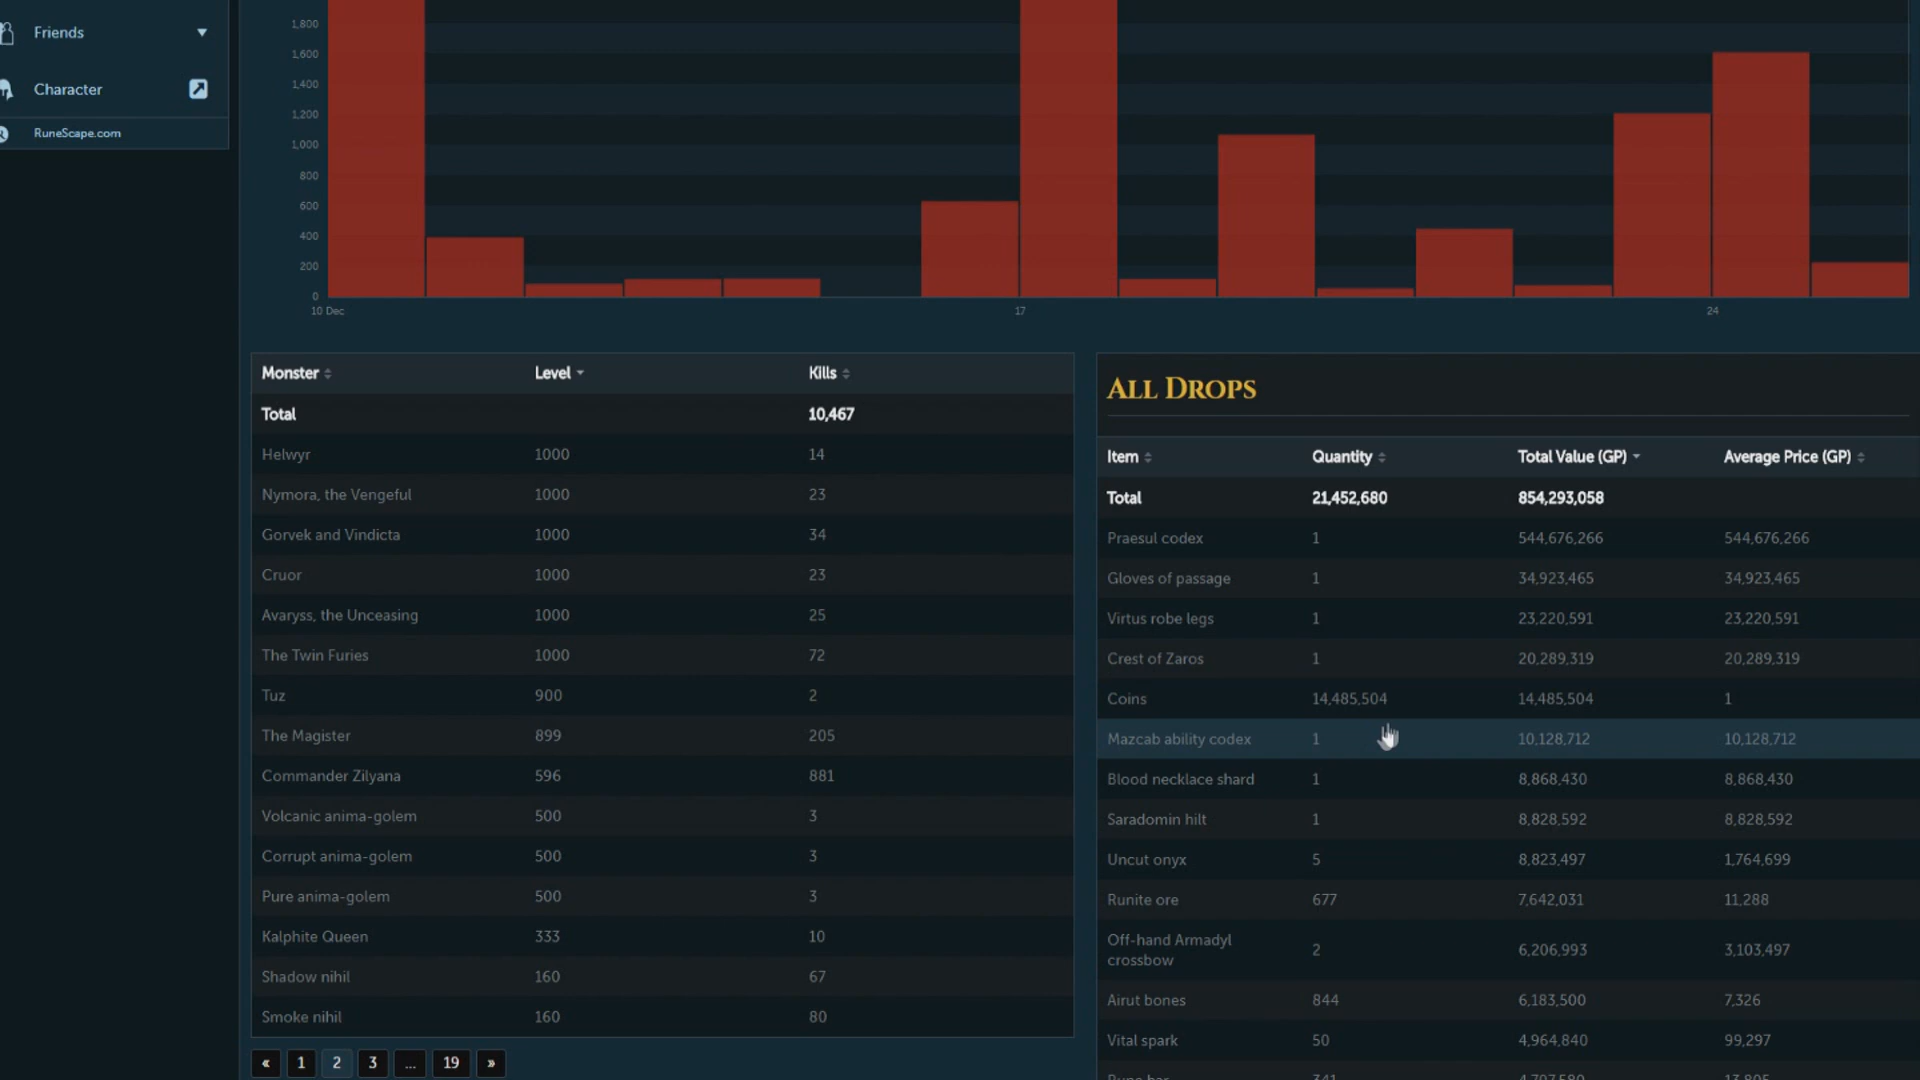 Friends
Character
RuneScape.com
1,800
1,600
1,400
1,200
1,000
800
600
400
200
0
10 Dec 17 24
Monster Level Kills
Total 10,467
Helwyr 1000 14
Nymora, the Vengeful 1000 23
Gorvek and Vindicta 1000 34
Cruor 1000 23
Avaryss, the Unceasing 1000 25
The Twin Furies 1000 72
Tuz 900 2
The Magister 899 205
Commander Zilyana 596 881
Volcanic anima-golem 500 3
Corrupt anima-golem 500 3
Pure anima-golem 500 3
Kalphite Queen 333 10
Shadow nihil 160 67
Smoke nihil 160 80
« 1 2 3 ... 19 »
All Drops
Item Quantity Total Value (GP) Average Price (GP)
Total 21,452,680 854,293,058
Praesul codex 1 544,676,266 544,676,266
Gloves of passage 1 34,923,465 34,923,465
Virtus robe legs 1 23,220,591 23,220,591
Crest of Zaros 1 20,289,319 20,289,319
Coins 14,485,504 14,485,504 1
Mazcab ability codex 1 10,128,712 10,128,712
Blood necklace shard 1 8,868,430 8,868,430
Saradomin hilt 1 8,828,592 8,828,592
Uncut onyx 5 8,823,497 1,764,699
Runite ore 677 7,642,031 11,288
Off-hand Armadyl
crossbow 2 6,206,993 3,103,497
Airut bones 844 6,183,500 7,326
Vital spark 50 4,964,840 99,297